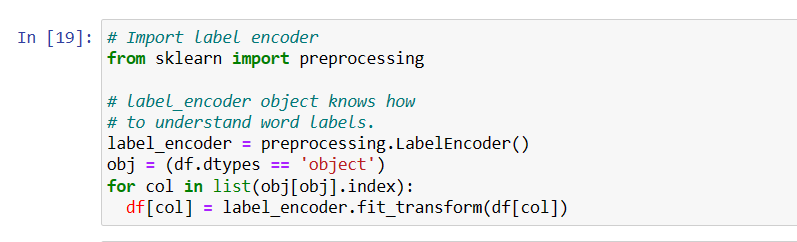 In [19]: # Import label encoder
from sklearn import preprocessing
# label_encoder object knows how
# to understand word labels.
label_encoder = preprocessing.LabelEncoder()
obj = (df.dtypes == 'object')
for col in list(obj[obj].index):
df[col] = label_encoder.fit_transform(df[col])